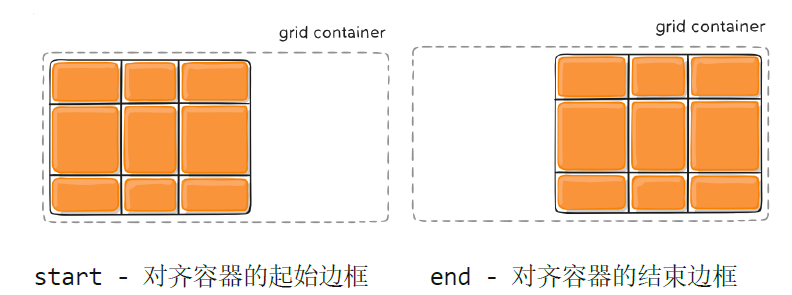 grid container
grid container
start - 对齐容器的起始边框
end - 对齐容器的结束边框